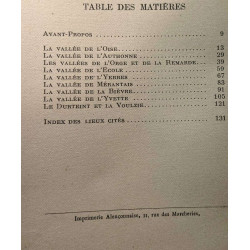 TABLE DES MATIÈRES
AVANT-PROPOS 9
LA VALLÉE DE L'OISE 13
LA VALLÉE DE L'AUTHONNE 29
LES VALLÉES DE L'ORGE ET DE LA REMARDE 39
LA VALLÉE DE L'ÉCOLE 59
LA VALLÉE DE L'YERRES 67
LA VALLÉE DE MÉRANTAIS 83
LA VALLÉE DE LA BIÈVRE 91
LA VALLÉE DE L'YVETTE 105
LE DURTEINT ET LA VOULZIE 121
INDEX DES LIEUX CITÉS 131
Imprimerie Alençonnaise, 11, rue des Marcheries,